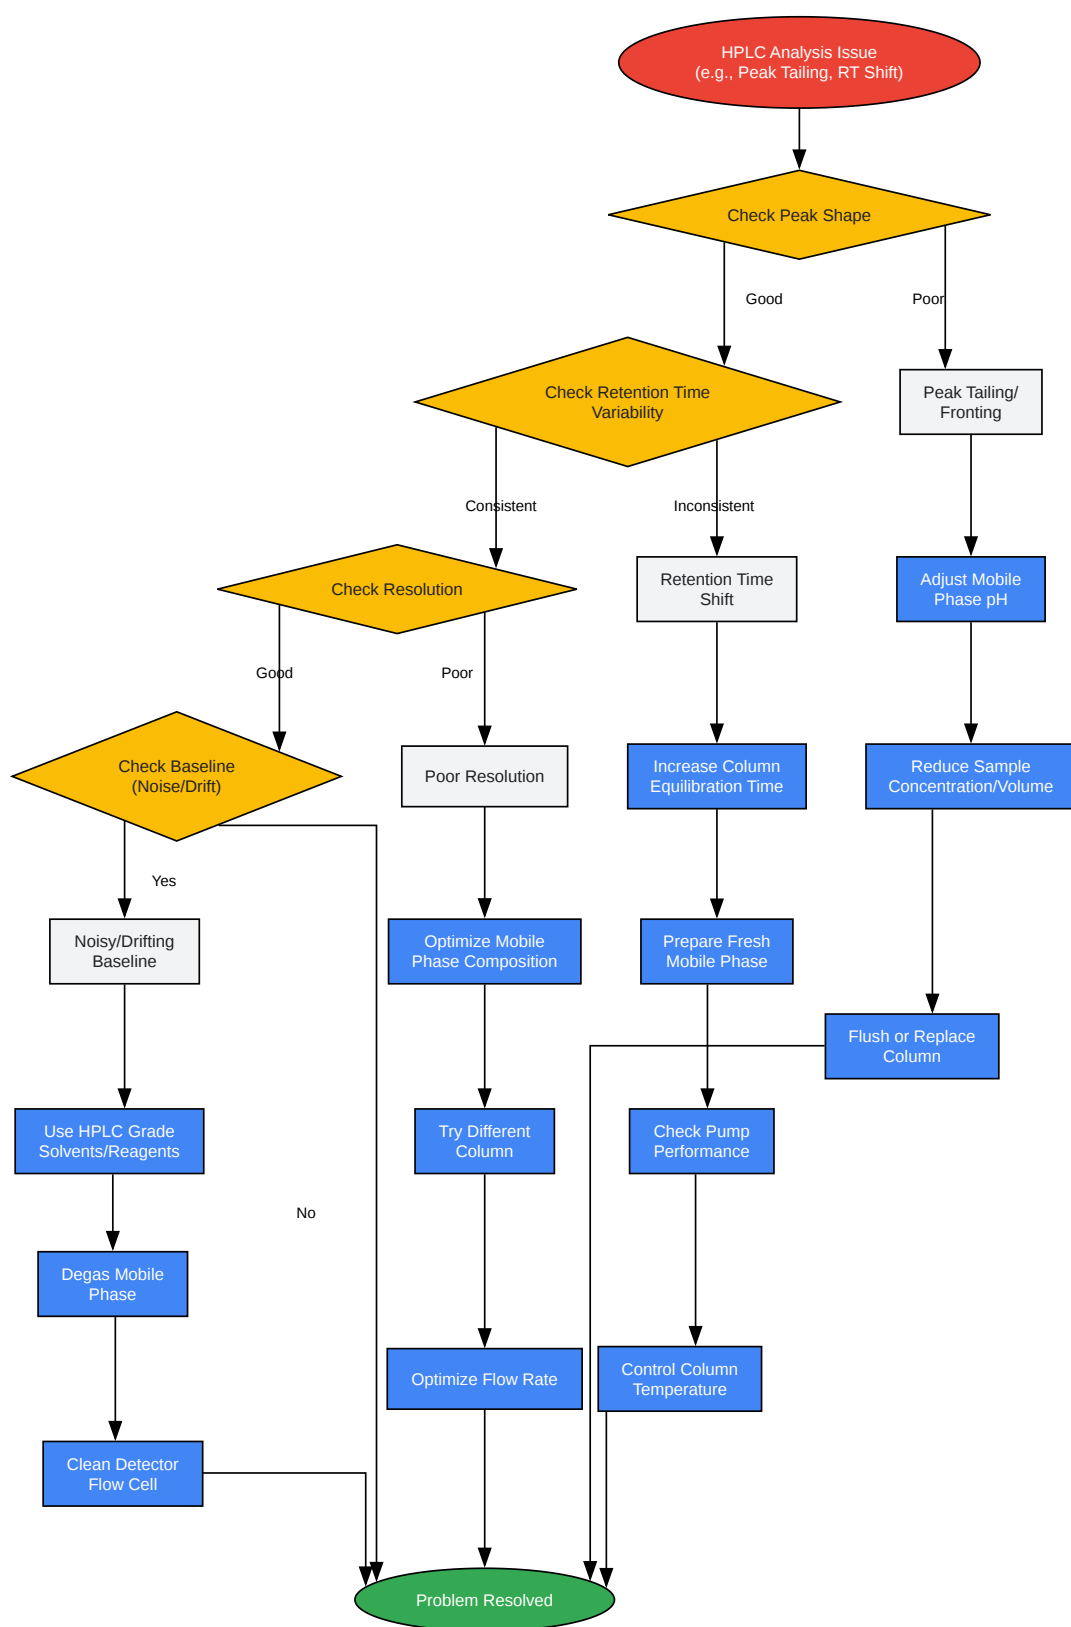 HPLC Analysis Issue
(e.g., Peak Tailing, RT Shift)
Check Peak Shape
Good
Poor
Check Retention Time
Variability
Peak Tailing/
Fronting
Consistent
Inconsistent
Check Resolution
Retention Time
Shift
Adjust Mobile
Phase pH
Good
Poor
Check Baseline
(Noise/Drift)
Poor Resolution
Increase Column
Equilibration Time
Reduce Sample
Concentration/Volume
Yes
Noisy/Drifting
Baseline
Optimize Mobile
Phase Composition
Prepare Fresh
Mobile Phase
Flush or Replace
Column
Use HPLC Grade
Solvents/Reagents
Try Different
Column
Check Pump
Performance
No
Degas Mobile
Phase
Optimize Flow Rate
Control Column
Temperature
Clean Detector
Flow Cell
Problem Resolved